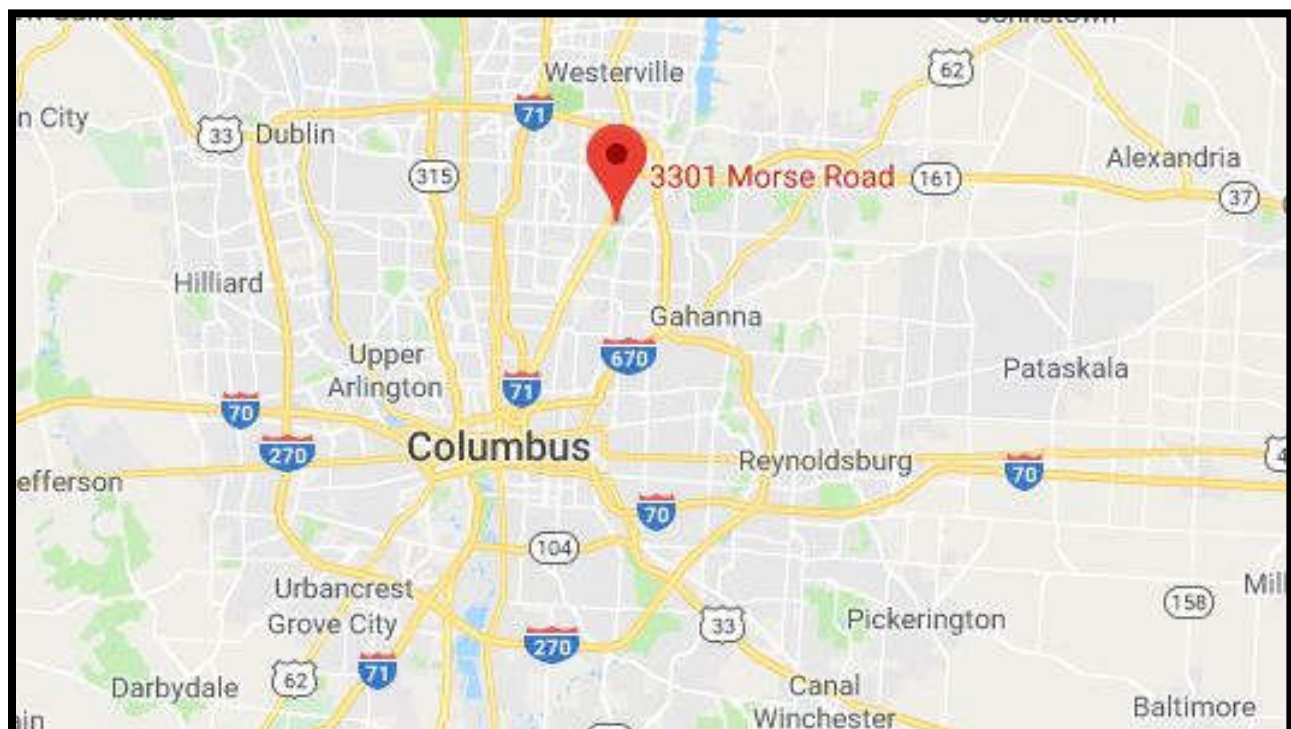 Johnstown
Westerville
62
71
n City
33
Dublin
3301 Morse Road
315
161
Alexandria
37
Hilliard
Gahanna
Upper
Arlington
670
Pataskala
71
70
270
Columbus
Reynoldsburg
70
efferson
70
104
Urbancrest
Grove City
Mill
158
33
Pickerington
270
71
62
Darbydale
Canal
Winchester
Baltimore